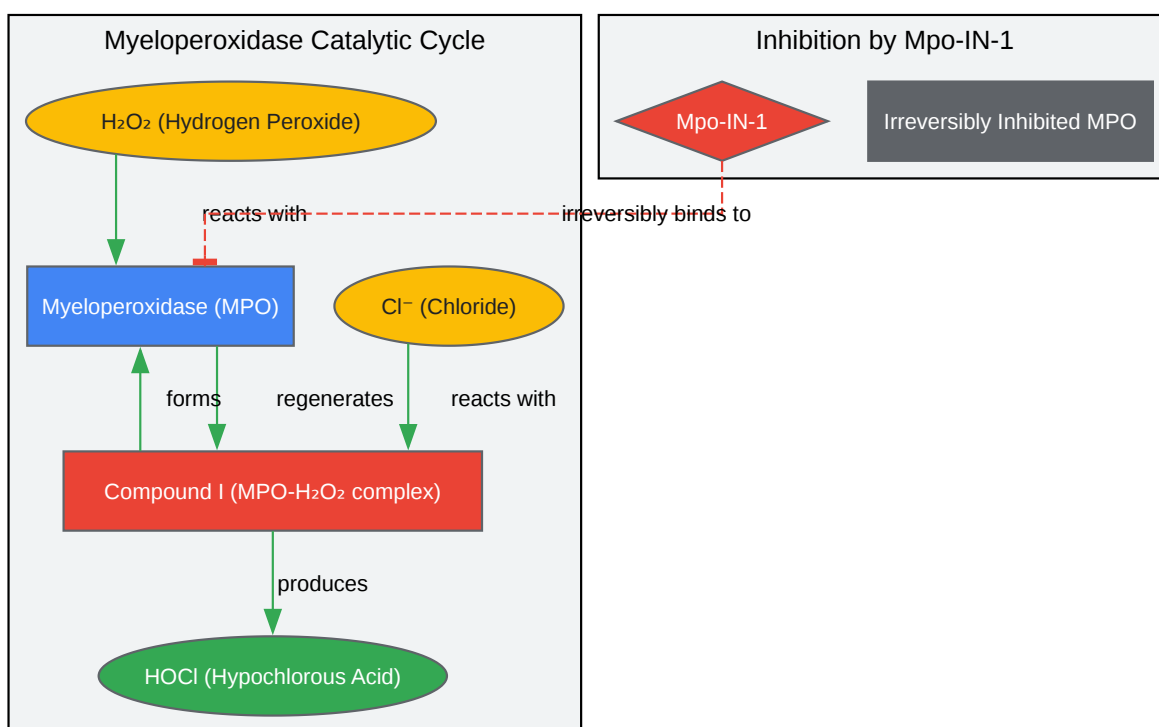 Myeloperoxidase Catalytic Cycle
Inhibition by Mpo-IN-1
H₂O₂ (Hydrogen Peroxide)
Mpo-IN-1
Irreversibly Inhibited MPO
reacts with
irreversibly binds to
Myeloperoxidase (MPO)
Cl⁻ (Chloride)
forms
regenerates
reacts with
Compound I (MPO-H₂O₂ complex)
produces
HOCl (Hypochlorous Acid)